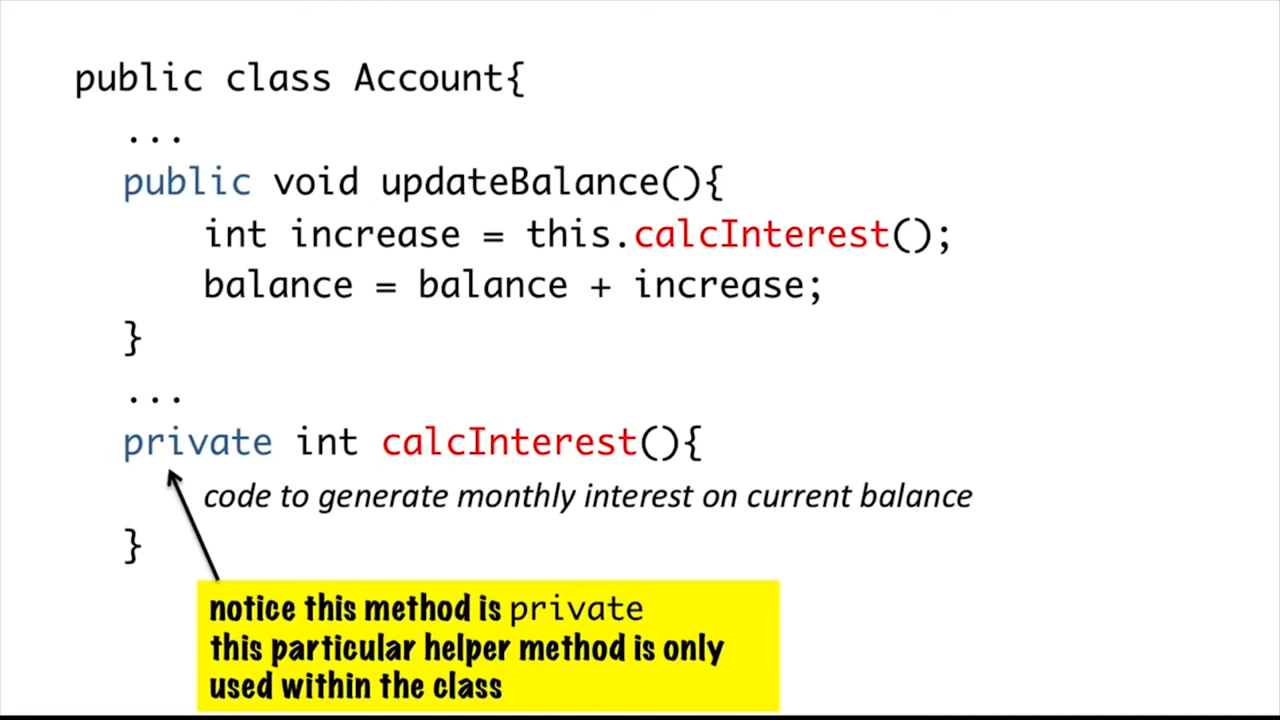 public class Account{
...
public void updateBalance(){
int increase = this.calcInterest();
balance = balance + increase;
}
...
private int calcInterest(){
code to generate monthly interest on current balance
}
notice this method is private
this particular helper method is only
used within the class